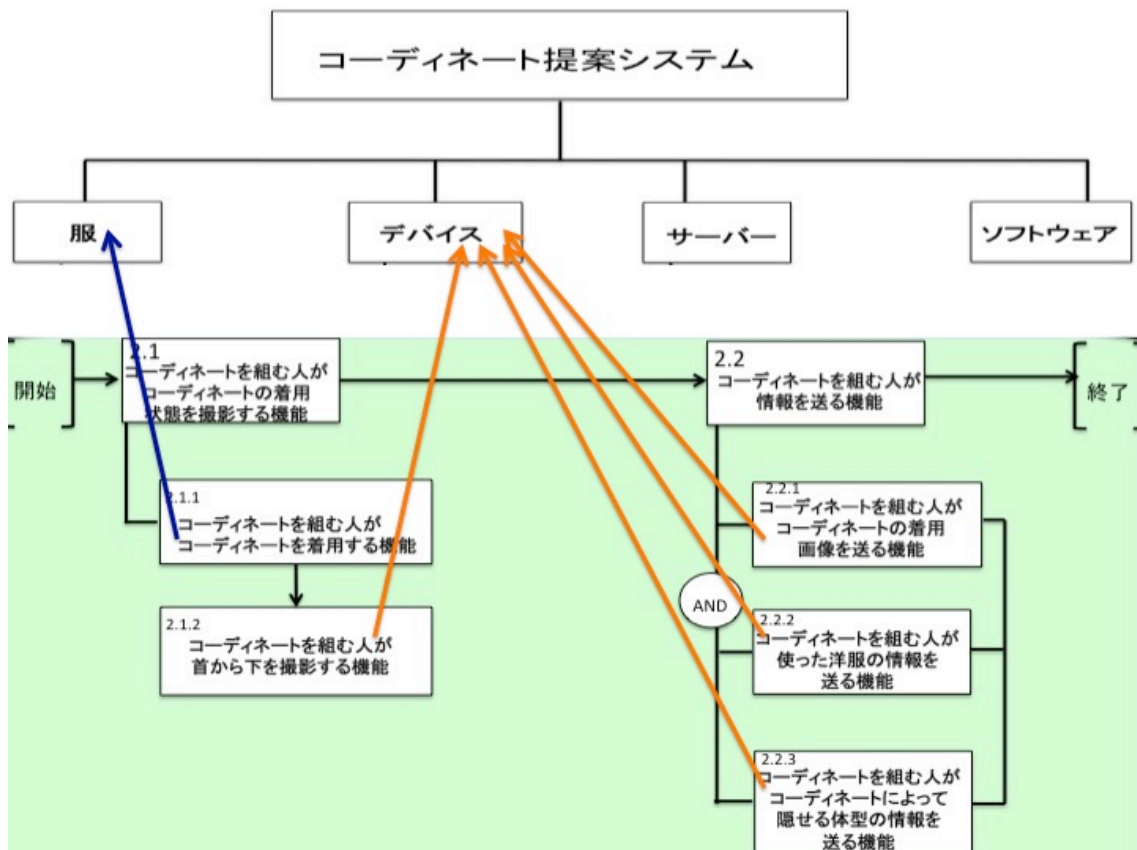 コーディネート提案システム
服
デバイス
サーバー
ソフトウェア
開始
2.1
コーディネートを組む人が
コーディネートの着用
状態を撮影する機能
2.2
コーディネートを組む人が
情報を送る機能
終了
2.1.1
コーディネートを組む人が
コーディネートを着用する機能
2.1.2
コーディネートを組む人が
首から下を撮影する機能
AND
2.2.1
コーディネートを組む人が
コーディネートの着用
画像を送る機能
2.2.2
コーディネートを組む人が
使った洋服の情報を
送る機能
2.2.3
コーディネートを組む人が
コーディネートによって
隠せる体型の情報を
送る機能